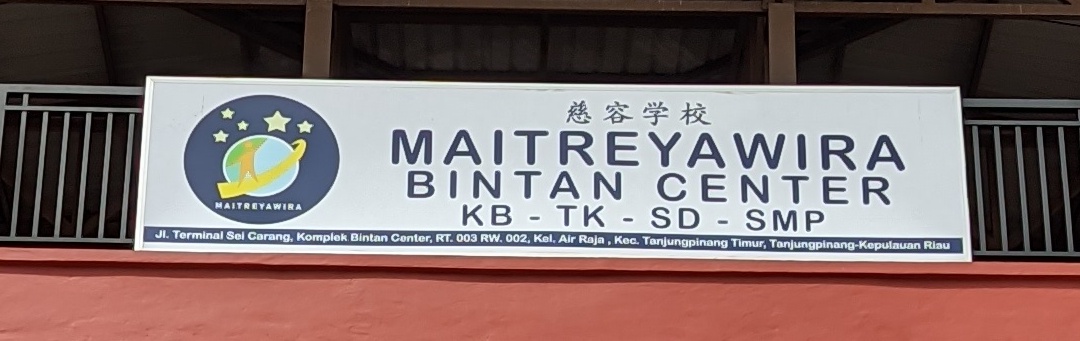 慈容学校
MAITREYAWIRA
BINTAN CENTER
KB - TK - SD - SMP
MAITREYAWIRA
Jl. Terminal Sei Carang, Komplek Bintan Center, RT. 003 RW. 002, Kel. Air Raja , Kec. Tanjungpinang Timur, Tanjungpinang-Kepulauan Riau